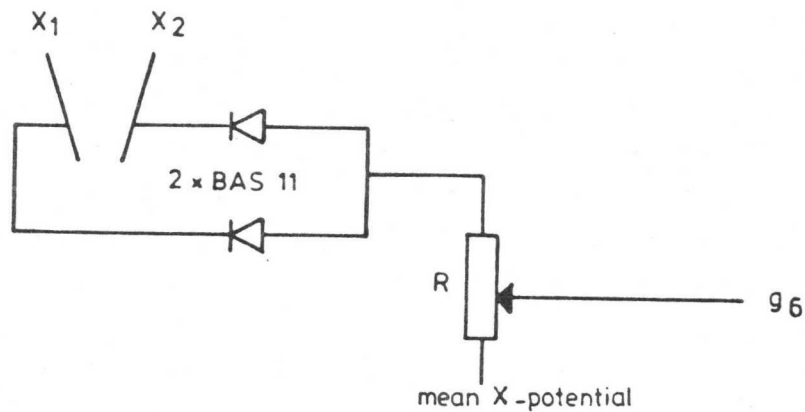 X1 X2
2 x BAS 11
R
g6
mean X-potential